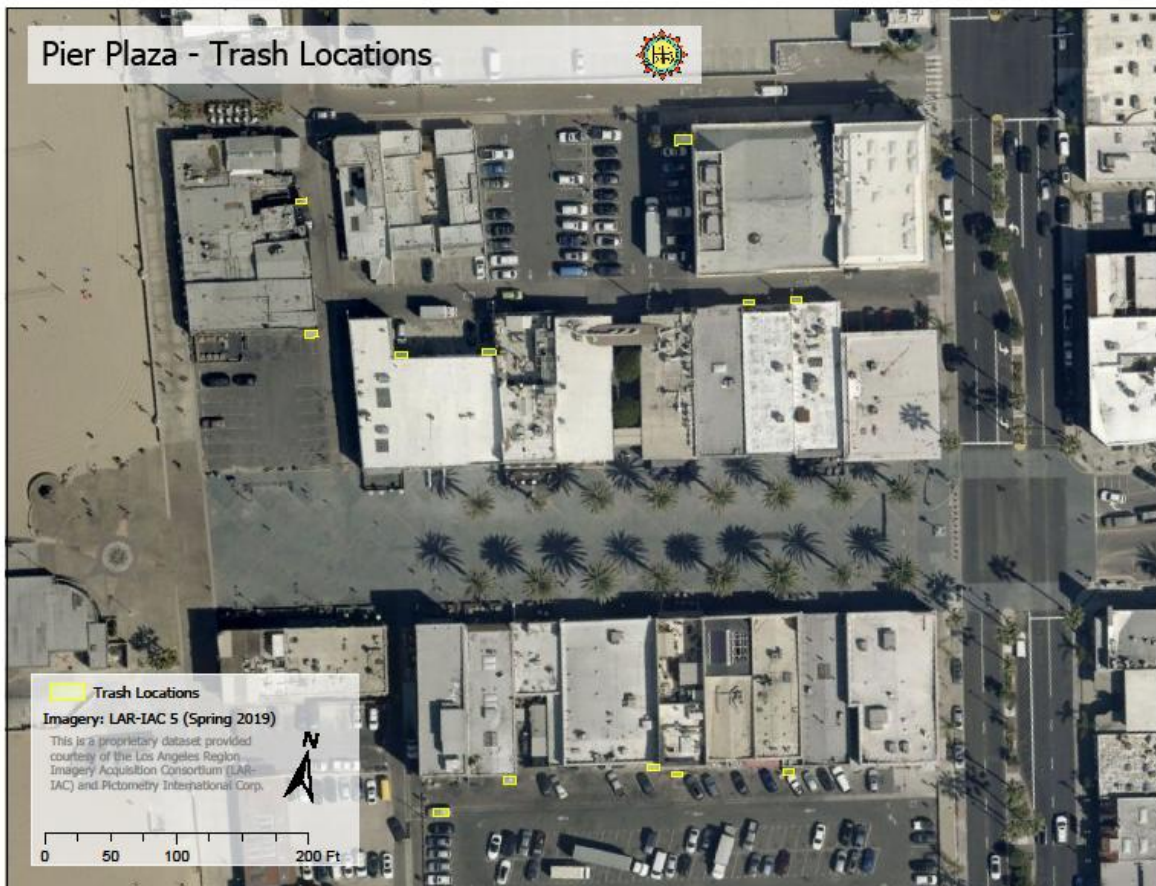 Pier Plaza - Trash Locations
Trash Locations
Imagery: LAR-IAC 5 (Spring 2019)
This is a proprietary dataset provided
courtesy of the Los Angeles Region
Imagery Acquisition Consortium (LAR-
IAC) and Pictometry International Corp.
N
0 50 100 200 Ft